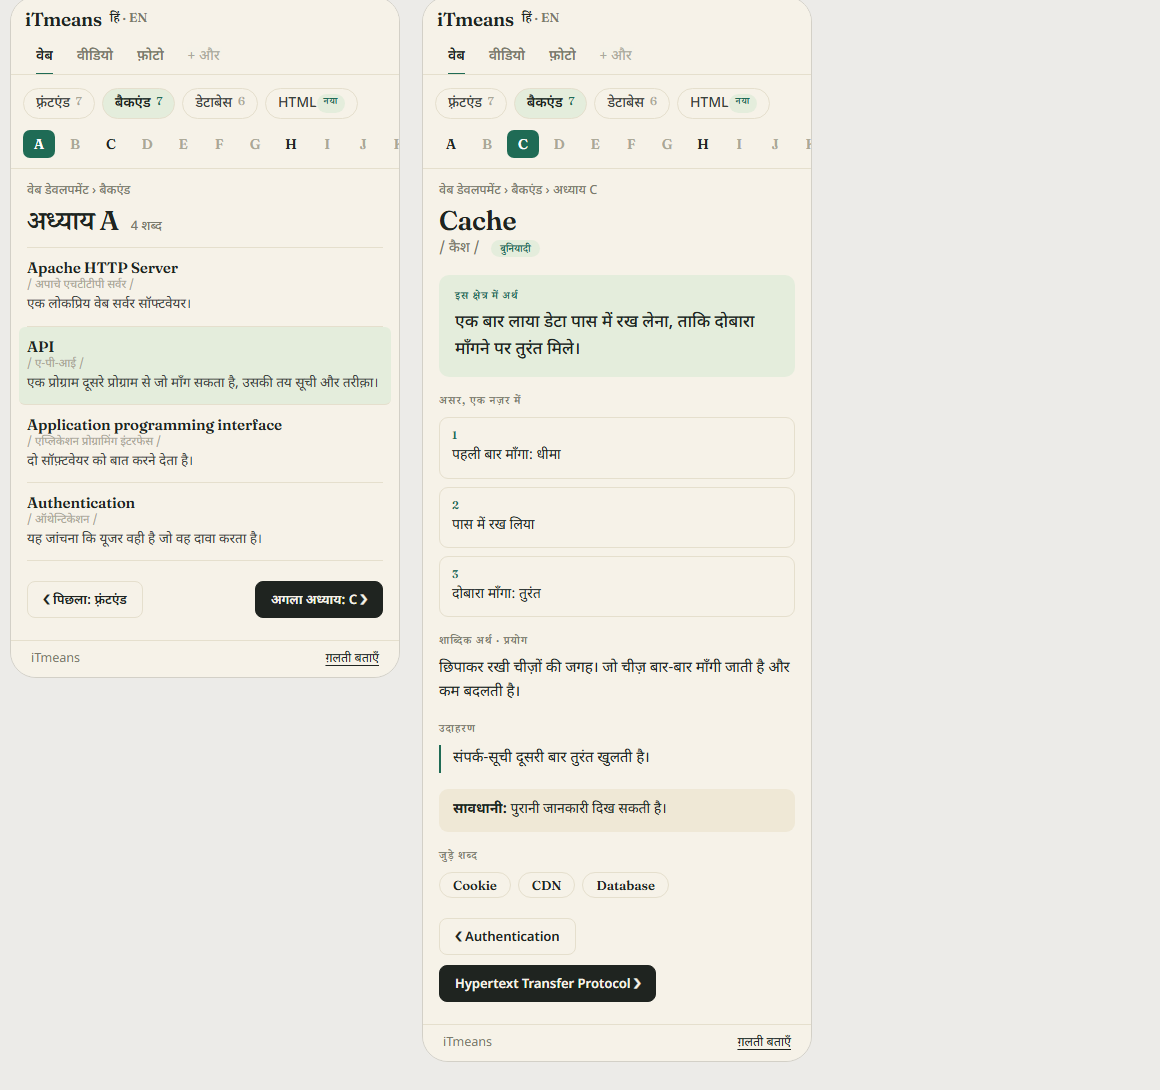 iTmeans हिं · EN
वेब वीडियो फ़ोटो + और
फ्रंटएंड 7 बैकएंड 7 डेटाबेस 6 HTML नया
A B C D E F G H I J
वेब डेवलपमेंट › बैकएंड
अध्याय A 4 शब्द
Apache HTTP Server
/ अपाचे एचटीटीपी सर्वर /
एक लोकप्रिय वेब सर्वर सॉफ्टवेयर।
API
/ ए-पी-आई /
एक प्रोग्राम दूसरे प्रोग्राम से जो माँग सकता है, उसकी तय सूची और तरीक़ा।
Application programming interface
/ एप्लिकेशन प्रोग्रामिंग इंटरफेस /
दो सॉफ़्टवेयर को बात करने देता है।
Authentication
/ ऑथेन्टिकेशन /
यह जांचना कि यूजर वही है जो वह दावा करता है।
❮ पिछला: फ्रंटएंड अगला अध्याय: C ❯
iTmeans ग़लती बताएँ
iTmeans हिं · EN
वेब वीडियो फ़ोटो + और
फ्रंटएंड 7 बैकएंड 7 डेटाबेस 6 HTML नया
A B C D E F G H I J
वेब डेवलपमेंट › बैकएंड › अध्याय C
Cache
/ कैश / बुनियादी
इस क्षेत्र में अर्थ
एक बार लाया डेटा पास में रख लेना, ताकि दोबारा
माँगने पर तुरंत मिले।
असर, एक नज़र में
1
पहली बार माँगा: धीमा
2
पास में रख लिया
3
दोबारा माँगा: तुरंत
शाब्दिक अर्थ · प्रयोग
छिपाकर रखी चीज़ों की जगह। जो चीज़ बार-बार माँगी जाती है और
कम बदलती है।
उदाहरण
संपर्क-सूची दूसरी बार तुरंत खुलती है।
सावधानी: पुरानी जानकारी दिख सकती है।
जुड़े शब्द
Cookie CDN Database
❮ Authentication
Hypertext Transfer Protocol ❯
iTmeans ग़लती बताएँ